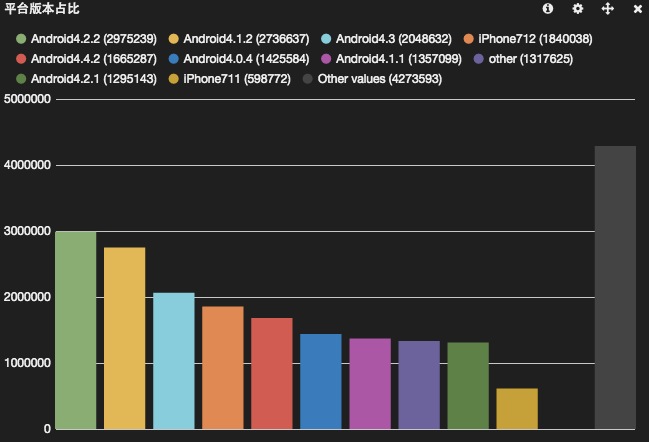 平台版本占比
Android4.2.2 (2975239) Android4.1.2 (2736637) Android4.3 (2048632) iPhone712 (1840038)
Android4.4.2 (1665287) Android4.0.4 (1425584) Android4.1.1 (1357099) other (1317625)
Android4.2.1 (1295143) iPhone711 (598772) Other values (4273593)
5000000
4000000
3000000
2000000
1000000
0